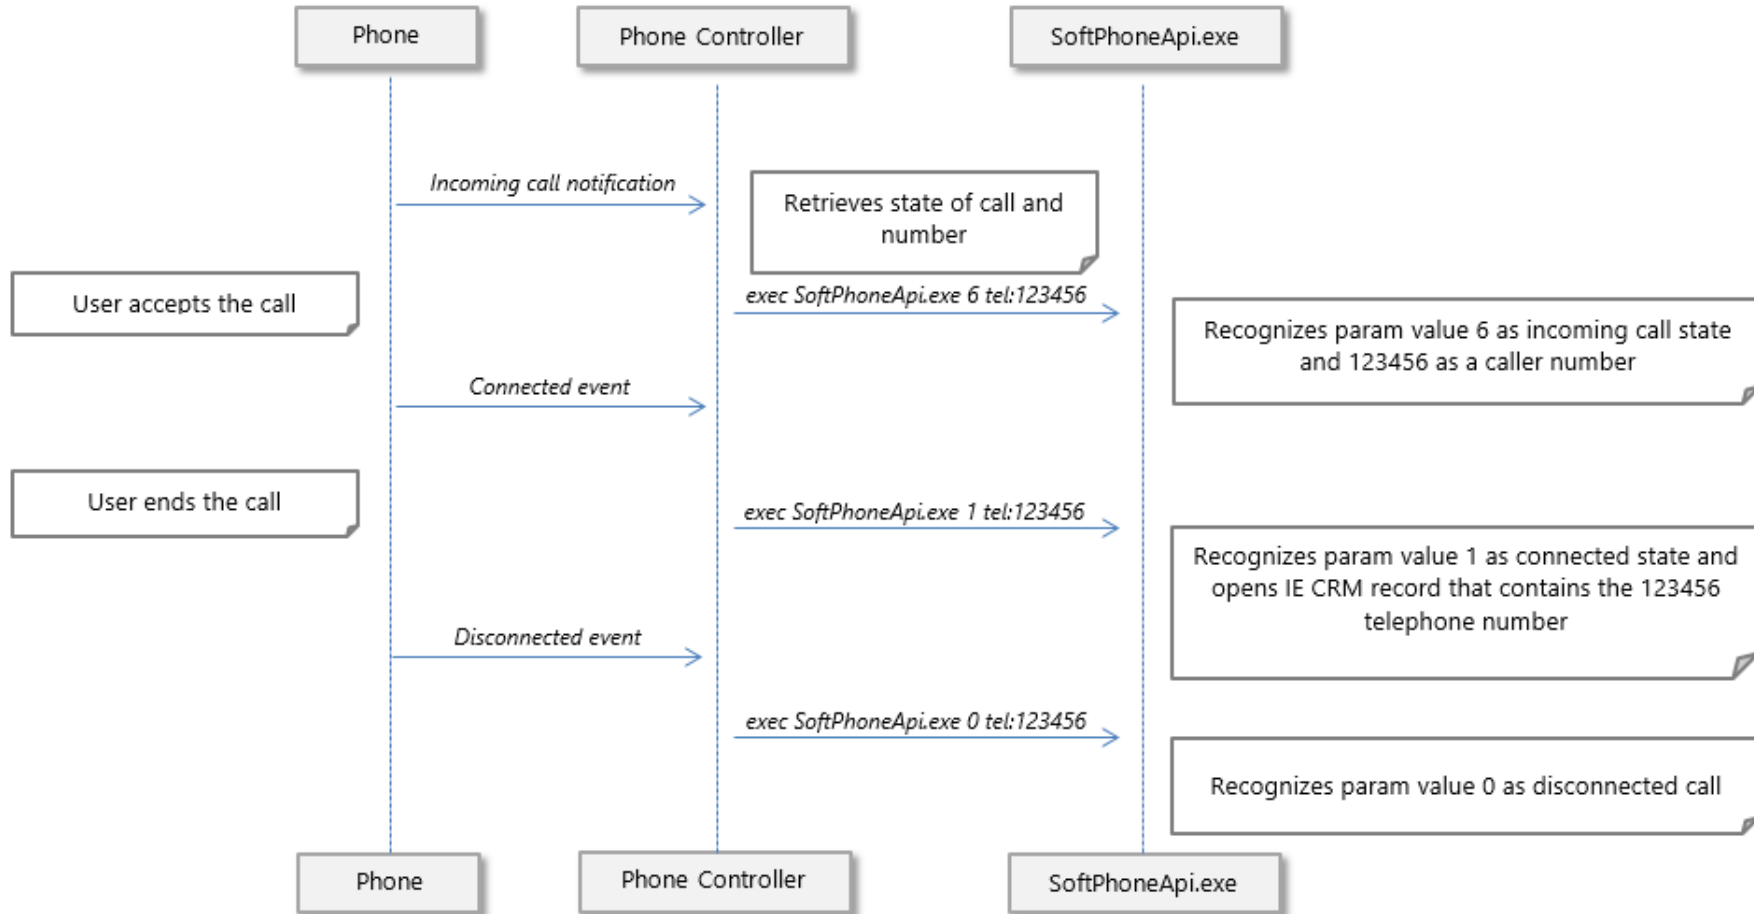 Phone
Phone Controller
SoftPhoneApi.exe
Incoming call notification
Retrieves state of call and
number
User accepts the call
exec SoftPhoneApi.exe 6 tel:123456
Recognizes param value 6 as incoming call state
and 123456 as a caller number
Connected event
User ends the call
exec SoftPhoneApi.exe 1 tel:123456
Recognizes param value 1 as connected state and
opens IE CRM record that contains the 123456
telephone number
Disconnected event
exec SoftPhoneApi.exe 0 tel:123456
Recognizes param value 0 as disconnected call
Phone
Phone Controller
SoftPhoneApi.exe